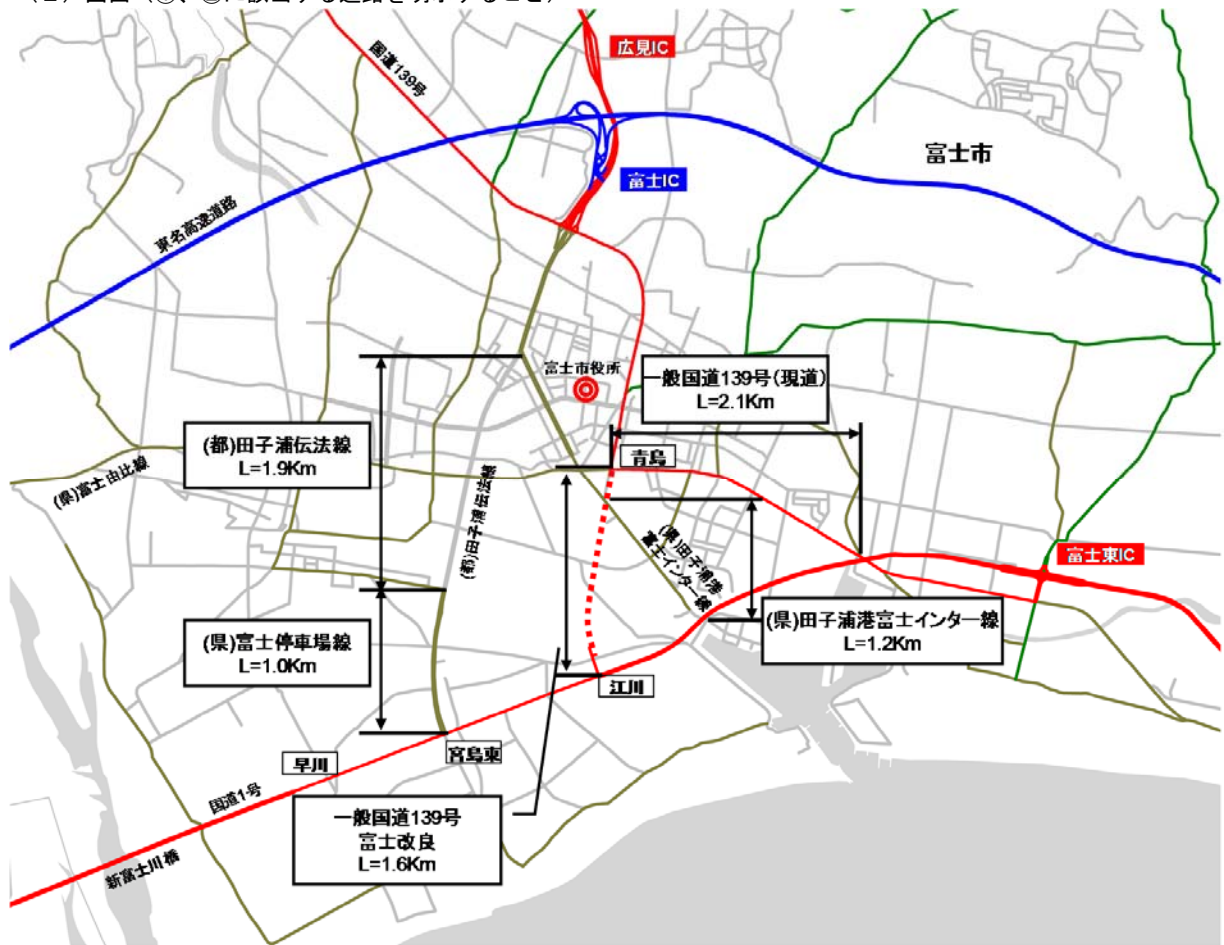 広見IC
国道139号
富士市
富士IC
東名高速道路
富士市役所
一般国道139号(現道)
L=2.1Km
(都)田子浦伝法線
L=1.9Km
青島
(県)富士由比線
(都)田子浦伝法線
(県)田子浦港
富士インター線
富士東IC
(県)田子浦港富士インター線
L=1.2Km
(県)富士停車場線
L=1.0Km
江川
宮島東
早川
国道1号
一般国道139号
富士改良
L=1.6Km
新富士川橋